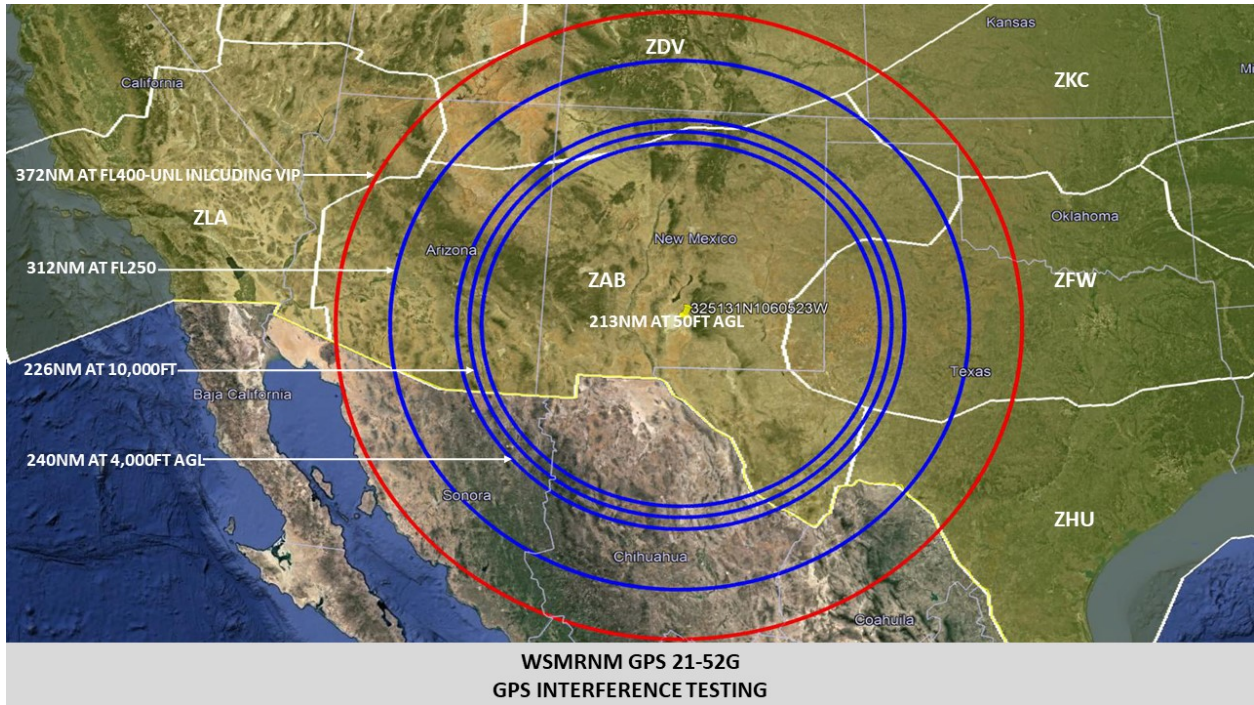 Kansas
ZDV
ZKC
California
M
372NM AT FL400-UNL INLCUDING VIP
ZLA
Oklahoma
Arizona
New Mexico
312NM AT FL250
ZAB
ZFW
325131N1060523W
213NM AT 50FT AGL
226NM AT 10,000FT
Texas
Baja California
240NM AT 4,000FT AGL
Sonora
ZHU
Chihuahua
Coahuila
WSMRNM GPS 21-52G
GPS INTERFERENCE TESTING